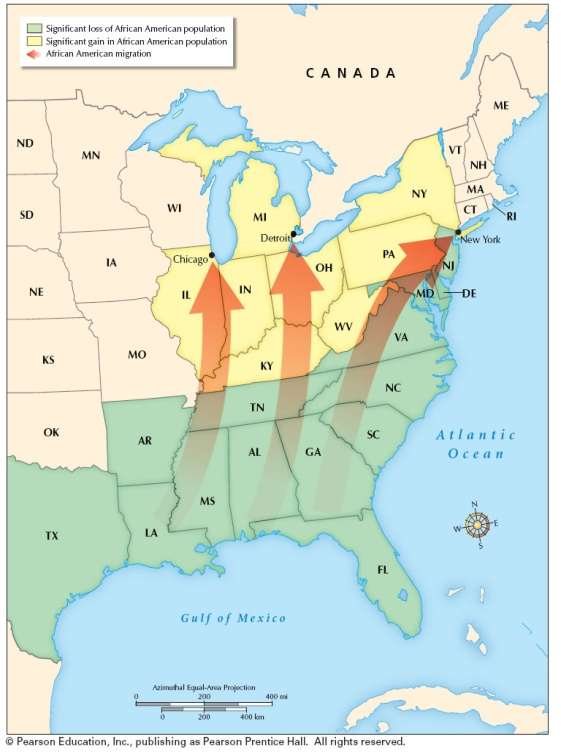 Significant loss of African American population
Significant gain in African American population
African American migration
CANADA
ME
ND
MN
VT
NH
WI
NY
MA
SD
MI
CT
RI
Detroit
New York
Chicago
IA
PA
OH
NJ
IL
IN
NE
MD
DE
WV
VA
KS
MO
KY
NC
TN
OK
AR
SC
Atlantic
Ocean
AL
GA
MS
N
W
E
S
TX
LA
FL
Gulf of Mexico
Azimuthal Equal-Area Projection
0 200 400 mi
0 200 400 km
© Pearson Education, Inc., publishing as Pearson Prentice Hall. All rights reserved.